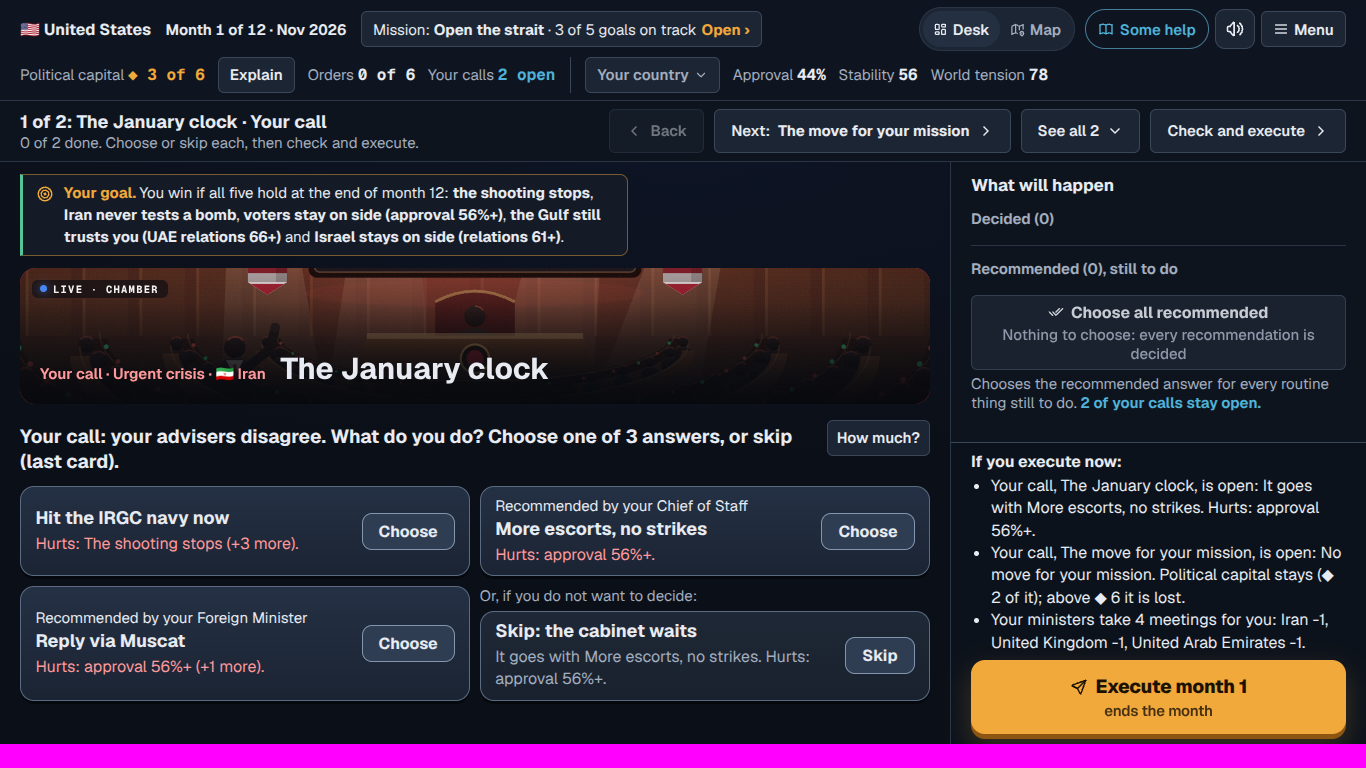 🇺🇸 United States Month 1 of 12 · Nov 2026 Mission: Open the strait · 3 of 5 goals on track Open › Desk Map Some help Menu
Political capital ◆ 3 of 6 Explain Orders 0 of 6 Your calls 2 open Your country Approval 44% Stability 56 World tension 78
1 of 2: The January clock · Your call
0 of 2 done. Choose or skip each, then check and execute.
Back Next: The move for your mission See all 2 Check and execute
Your goal. You win if all five hold at the end of month 12: the shooting stops,
Iran never tests a bomb, voters stay on side (approval 56%+), the Gulf still
trusts you (UAE relations 66+) and Israel stays on side (relations 61+).
LIVE · CHAMBER
Your call · Urgent crisis · 🇮🇷 Iran The January clock
Your call: your advisers disagree. What do you do? Choose one of 3 answers, or skip
(last card).
How much?
Hit the IRGC navy now
Hurts: The shooting stops (+3 more).
Choose
Recommended by your Chief of Staff
More escorts, no strikes
Hurts: approval 56%+.
Choose
Recommended by your Foreign Minister
Reply via Muscat
Hurts: approval 56%+ (+1 more).
Choose
Or, if you do not want to decide:
Skip: the cabinet waits
It goes with More escorts, no strikes. Hurts:
approval 56%+.
Skip
What will happen
Decided (0)
Recommended (0), still to do
Choose all recommended
Nothing to choose: every recommendation is
decided
Chooses the recommended answer for every routine
thing still to do. 2 of your calls stay open.
If you execute now:
• Your call, The January clock, is open: It goes
with More escorts, no strikes. Hurts: approval
56%+.
• Your call, The move for your mission, is open: No
move for your mission. Political capital stays (◆
2 of it); above ◆ 6 it is lost.
• Your ministers take 4 meetings for you: Iran -1,
United Kingdom -1, United Arab Emirates -1.
Execute month 1
ends the month